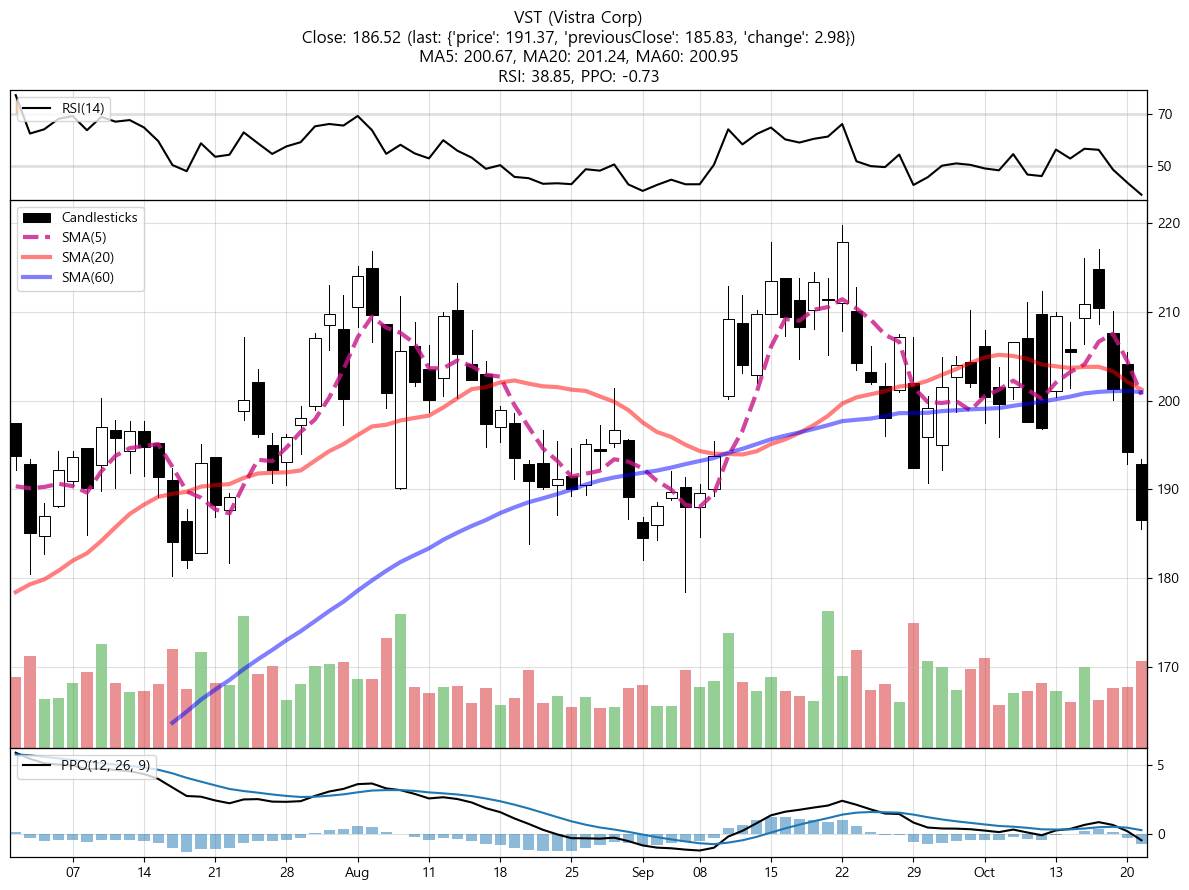 VST (Vistra Corp)
Close: 186.52 (last: {'price': 191.37, 'previousClose': 185.83, 'change': 2.98})
MA5: 200.67, MA20: 201.24, MA60: 200.95
RSI: 38.85, PPO: -0.73
RSI(14)
70
50
Candlesticks
SMA(5)
SMA(20)
SMA(60)
220
210
200
190
180
170
PPO(12, 26, 9)
5
0
07 14 21 28 Aug 11 18 25 Sep 08 15 22 29 Oct 13 20